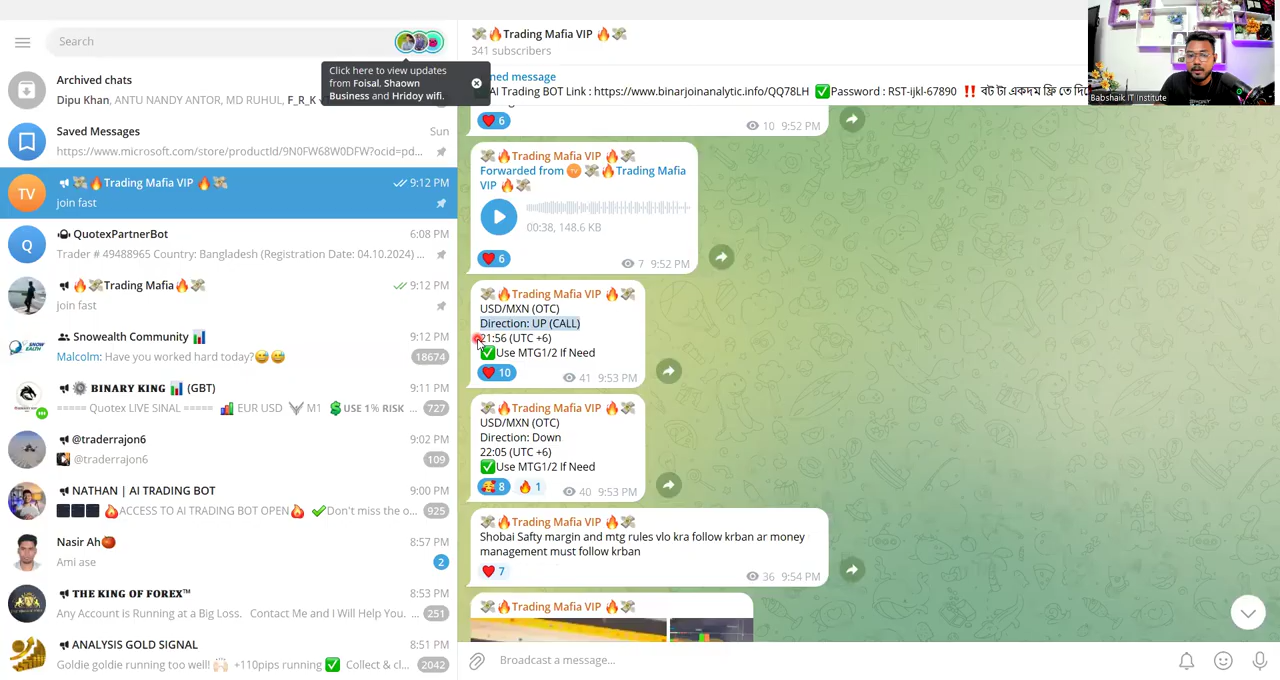 Search
Click here to view updates
from Foisal, Shaown
Business and Hridoy wifi.
Archived chats
Dipu Khan, ANTU NANDY ANTOR, MD RUHUL, F_R_K
Saved Messages
Sun
https://www.microsoft.com/store/productId/9N0FW68W0DFW?ocid=pd...
TV
💸🔥Trading Mafia VIP 🔥💸
9:12 PM
join fast
Q
QuotexPartnerBot
6:08 PM
Trader # 49488965 Country: Bangladesh (Registration Date: 04.10.2024) ...
🔥💸Trading Mafia🔥💸
9:12 PM
join fast
Snowealth Community 📊
9:12 PM
Malcolm: Have you worked hard today?😅😅
18674
BINARY KING 📊 (GBT)
9:11 PM
===== Quotex LIVE SINAL ===== 📊 EUR USD M1 💲USE 1% RISK ...
727
@traderrajon6
9:02 PM
@traderrajon6
109
NATHAN | AI TRADING BOT
9:00 PM
🔥ACCESS TO AI TRADING BOT OPEN🔥 ✔Don't miss the o...
925
Nasir Ah🍅
8:57 PM
Ami ase
2
THE KING OF FOREX™
8:53 PM
Any Account Is Running at a Big Loss. Contact Me and I Will Help You. ...
251
ANALYSIS GOLD SIGNAL
8:51 PM
Goldie goldie running too well! 🙌🏻 +110pips running ✅ Collect & cl...
2042
💸🔥Trading Mafia VIP 🔥💸
341 subscribers
ned message
AI Trading BOT Link : https://www.binarjoinanalytic.info/QQ78LH ✅Password : RST-ijkl-67890 ‼️ বট টা একদম ফ্রি তে
❤️ 6
10 9:52 PM
💸🔥Trading Mafia VIP 🔥💸
Forwarded from TV 💸🔥Trading Mafia
VIP 🔥💸
00:38, 148.6 KB
❤️ 6
7 9:52 PM
💸🔥Trading Mafia VIP 🔥💸
USD/MXN (OTC)
Direction: UP (CALL)
21:56 (UTC +6)
✅Use MTG1/2 If Need
❤️ 10
41 9:53 PM
💸🔥Trading Mafia VIP 🔥💸
USD/MXN (OTC)
Direction: Down
22:05 (UTC +6)
✅Use MTG1/2 If Need
🥰 8 🔥 1
40 9:53 PM
💸🔥Trading Mafia VIP 🔥💸
Shobai Safty margin and mtg rules vlo kra follow krban ar money
management must follow krban
❤️ 7
36 9:54 PM
💸🔥Trading Mafia VIP 🔥💸
Broadcast a message...
Babshaik IT Institute